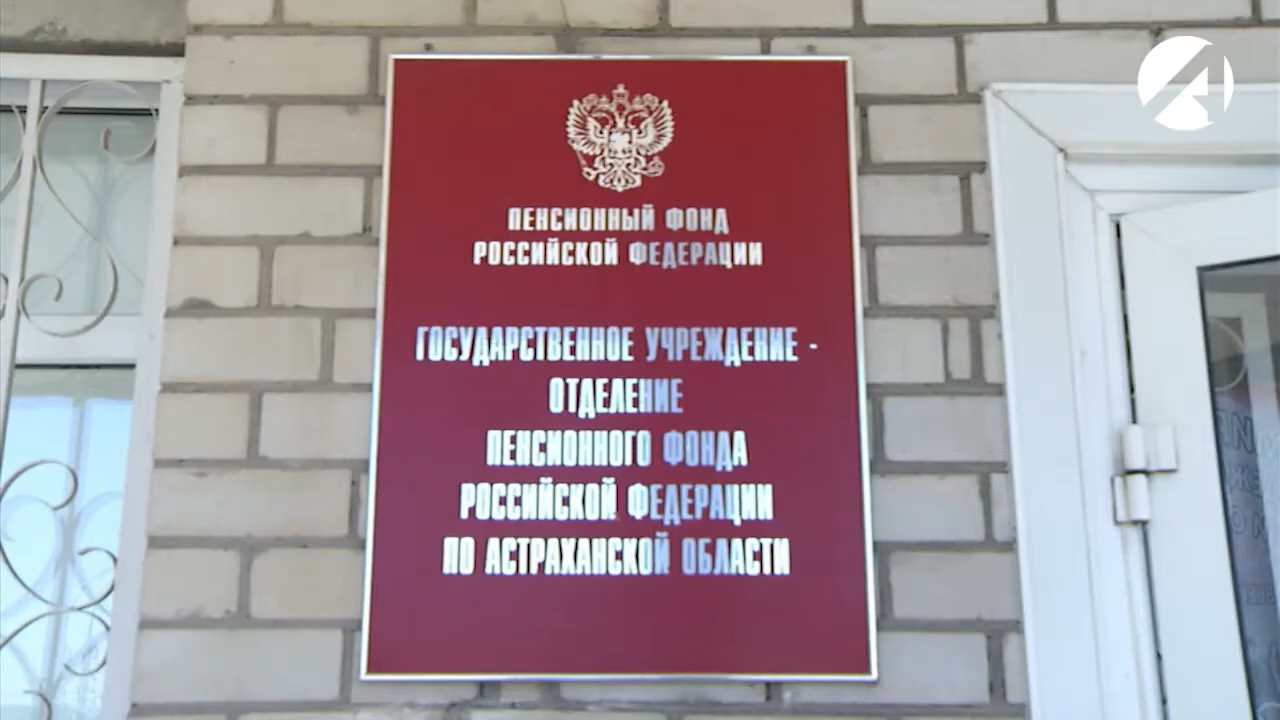 ПЕНСИОННЫЙ ФОНД
РОССИЙСКОЙ ФЕДЕРАЦИИ
ГОСУДАРСТВЕННОЕ УЧРЕЖДЕНИЕ -
ОТДЕЛЕНИЕ
ПЕНСИОННОГО ФОНДА
РОССИЙСКОЙ ФЕДЕРАЦИИ
ПО АСТРАХАНСКОЙ ОБЛАСТИ